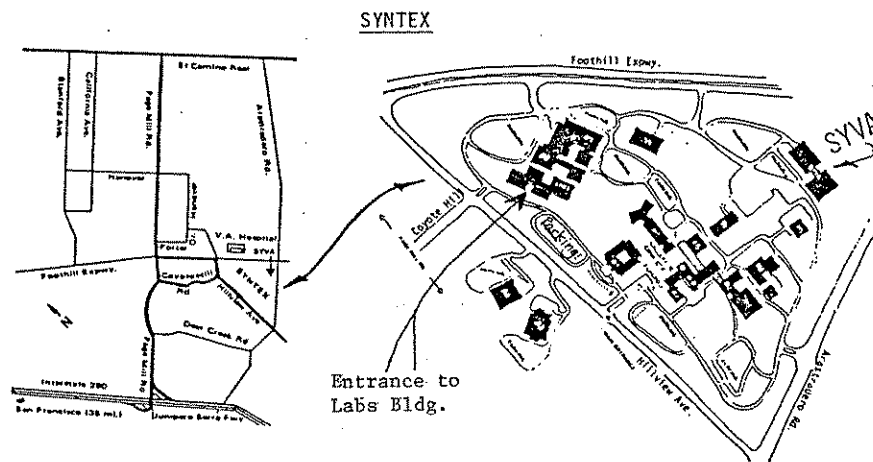 SYNTEX
El Camino Real
Stanford Ave.
California Ave.
Page Mill Rd.
Arastradero Rd.
Hanover
Porter
V.A. Hospital
SYVA
Foothill Expwy.
SYNTEX
Rd
Hillview Ave
Deer Creek Rd
N
Page Mill Rd
Interstate 280
San Francisco (38 mi.)
Junipero Serra Fwy
Foothill Expwy.
SYVA
Coyote Hill
Parking
Hillview Ave.
Arastradero Rd.
Entrance to
Labs Bldg.